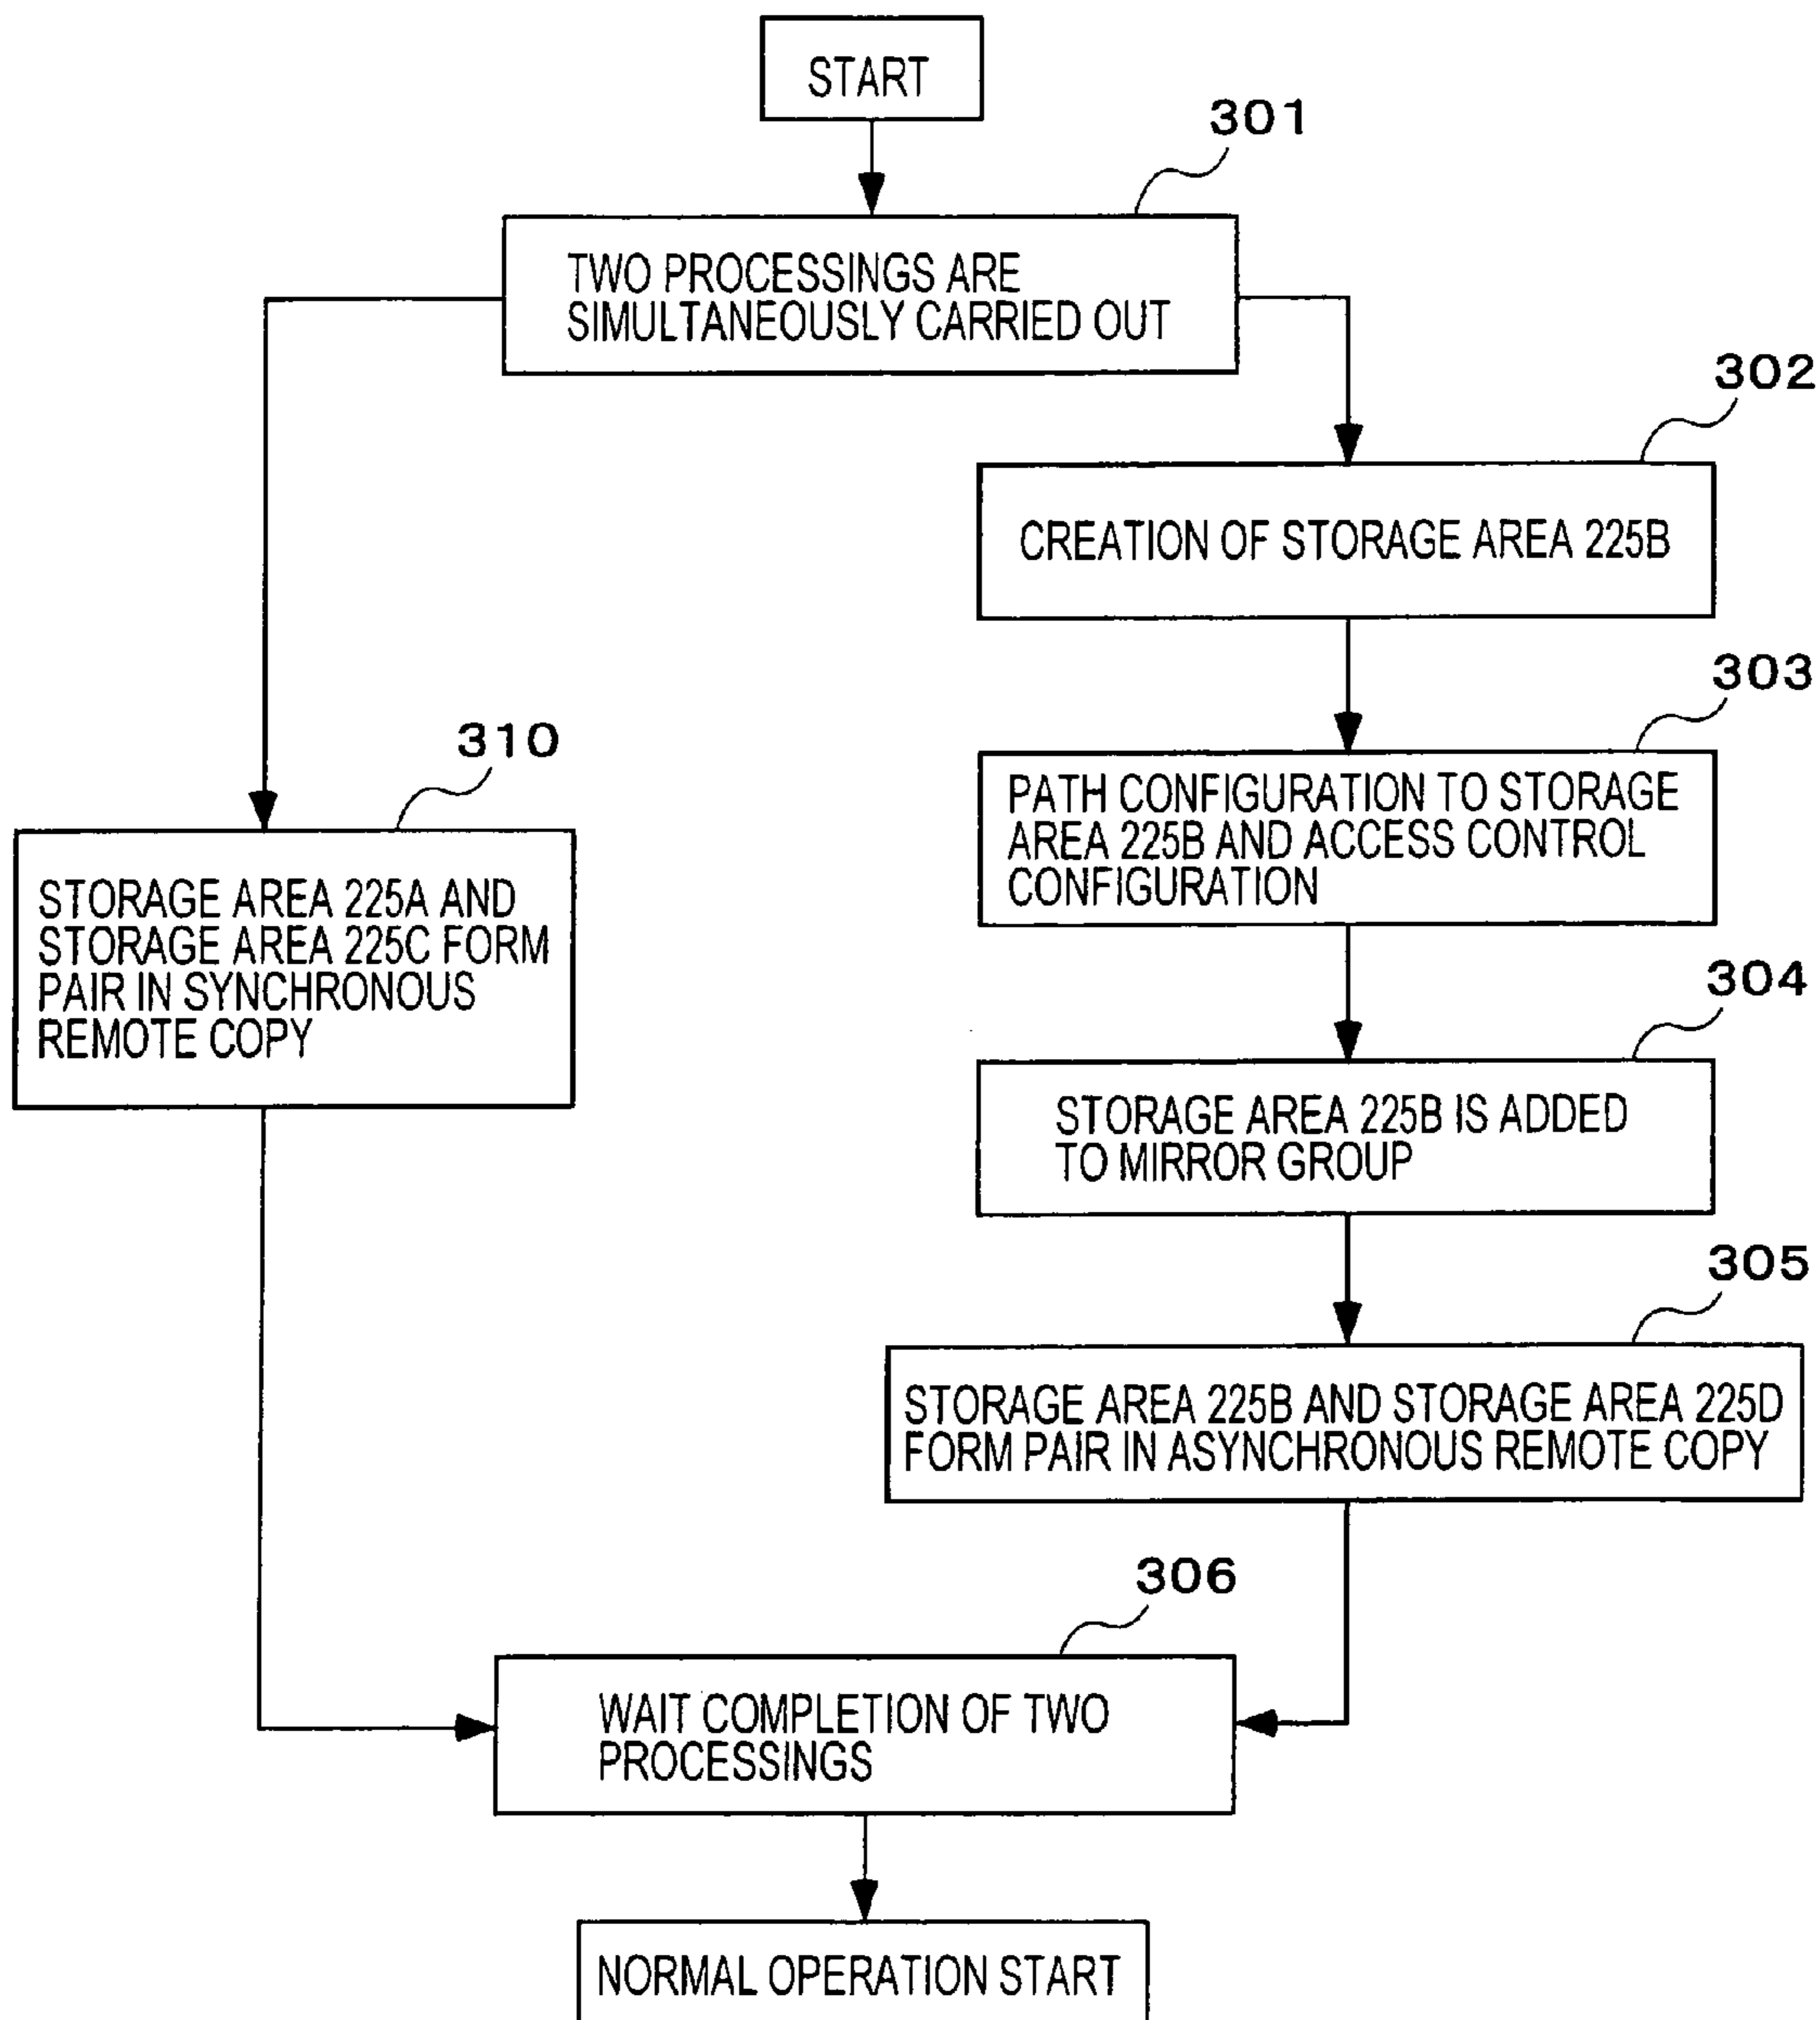 START
301
TWO PROCESSINGS ARE
SIMULTANEOUSLY CARRIED OUT
302
CREATION OF STORAGE AREA 225B
303
PATH CONFIGURATION TO STORAGE
AREA 225B AND ACCESS CONTROL
CONFIGURATION
310
STORAGE AREA 225A AND
STORAGE AREA 225C FORM
PAIR IN SYNCHRONOUS
REMOTE COPY
304
STORAGE AREA 225B IS ADDED
TO MIRROR GROUP
305
STORAGE AREA 225B AND STORAGE AREA 225D
FORM PAIR IN ASYNCHRONOUS REMOTE COPY
306
WAIT COMPLETION OF TWO
PROCESSINGS
NORMAL OPERATION START